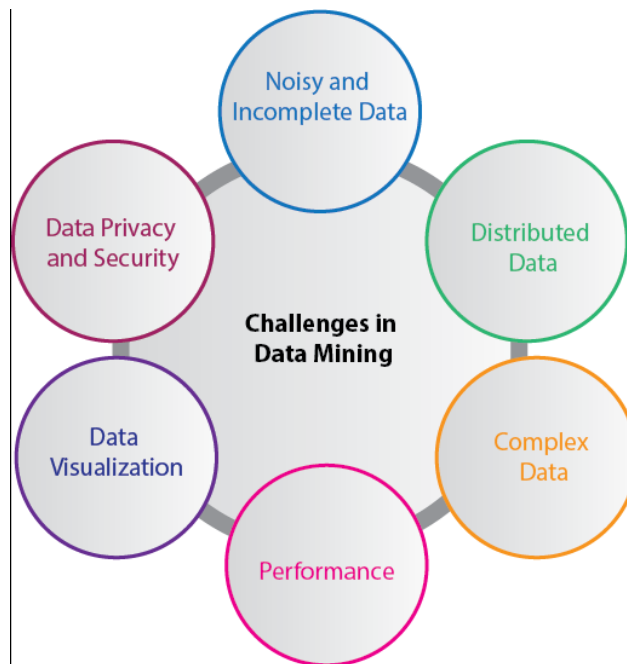 Noisy and
Incomplete Data
Data Privacy
and Security
Distributed
Data
Challenges in
Data Mining
Data
Visualization
Complex
Data
Performance